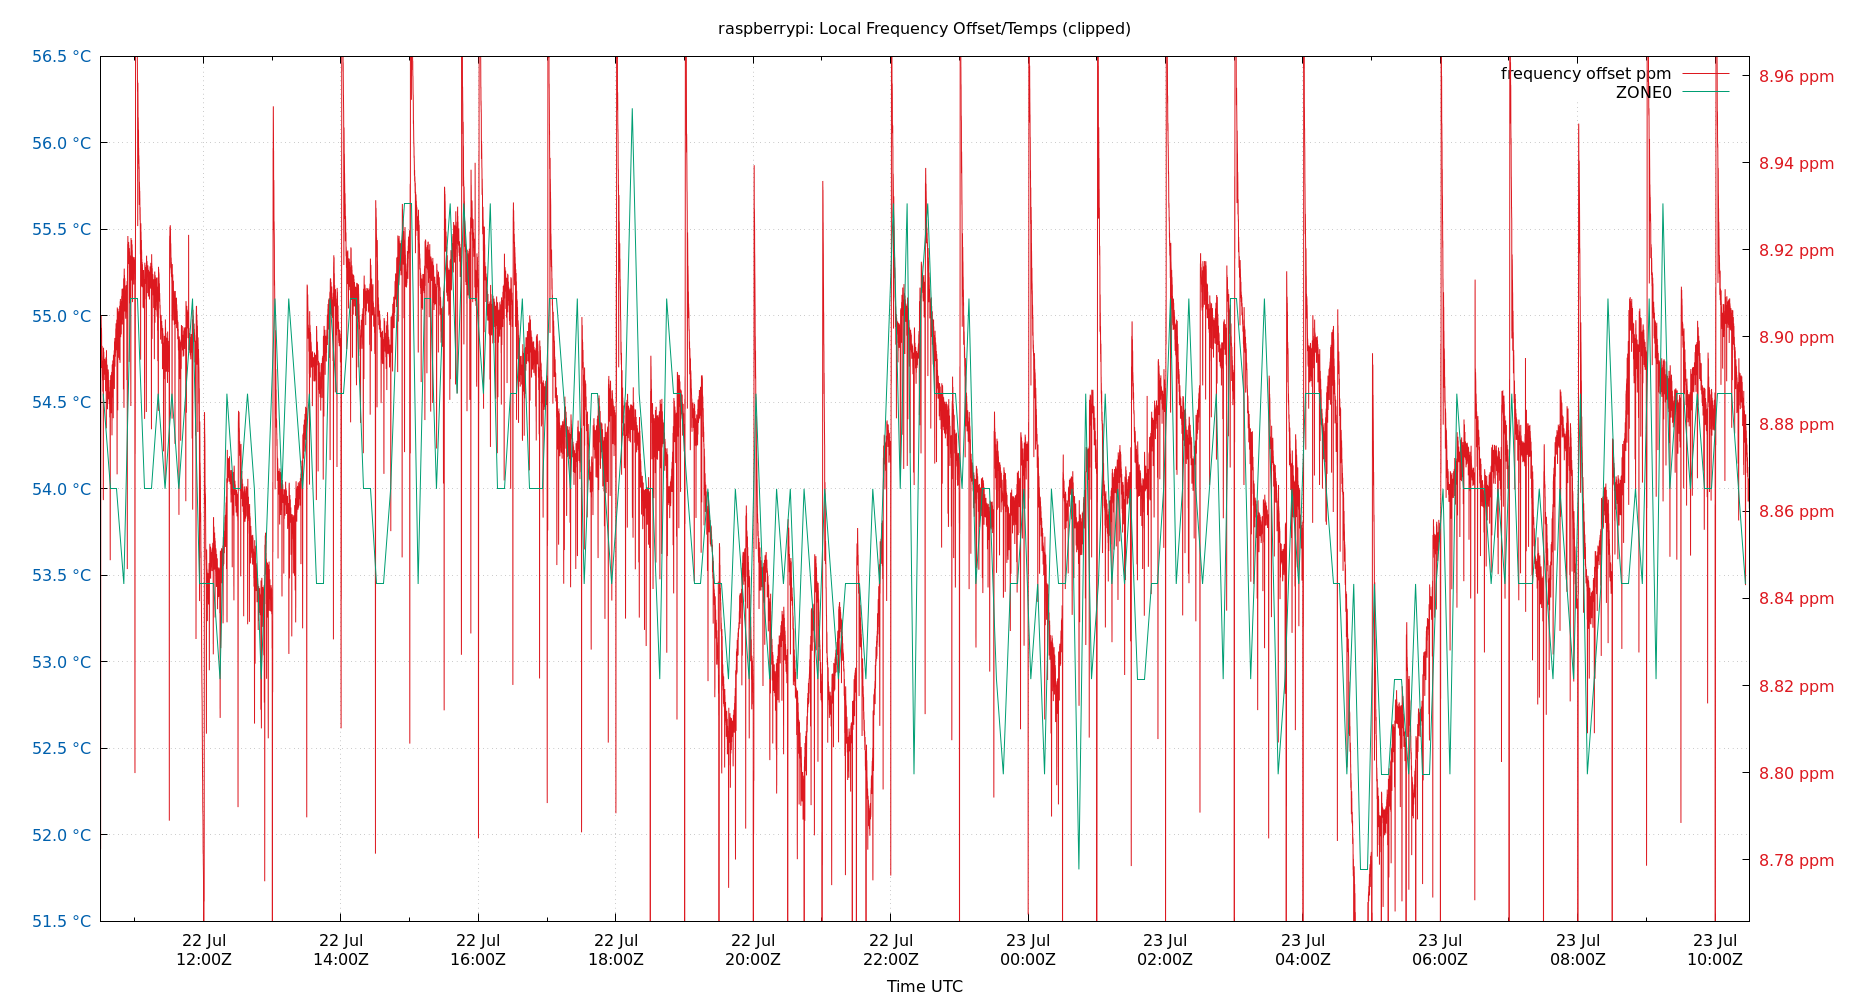 raspberrypi: Local Frequency Offset/Temps (clipped)
frequency offset ppm
ZONE0
56.5 °C
56.0 °C
55.5 °C
55.0 °C
54.5 °C
54.0 °C
53.5 °C
53.0 °C
52.5 °C
52.0 °C
51.5 °C
8.96 ppm
8.94 ppm
8.92 ppm
8.90 ppm
8.88 ppm
8.86 ppm
8.84 ppm
8.82 ppm
8.80 ppm
8.78 ppm
22 Jul 22 Jul 22 Jul 22 Jul 22 Jul 22 Jul 23 Jul 23 Jul 23 Jul 23 Jul 23 Jul 23 Jul
12:00Z 14:00Z 16:00Z 18:00Z 20:00Z 22:00Z 00:00Z 02:00Z 04:00Z 06:00Z 08:00Z 10:00Z
Time UTC